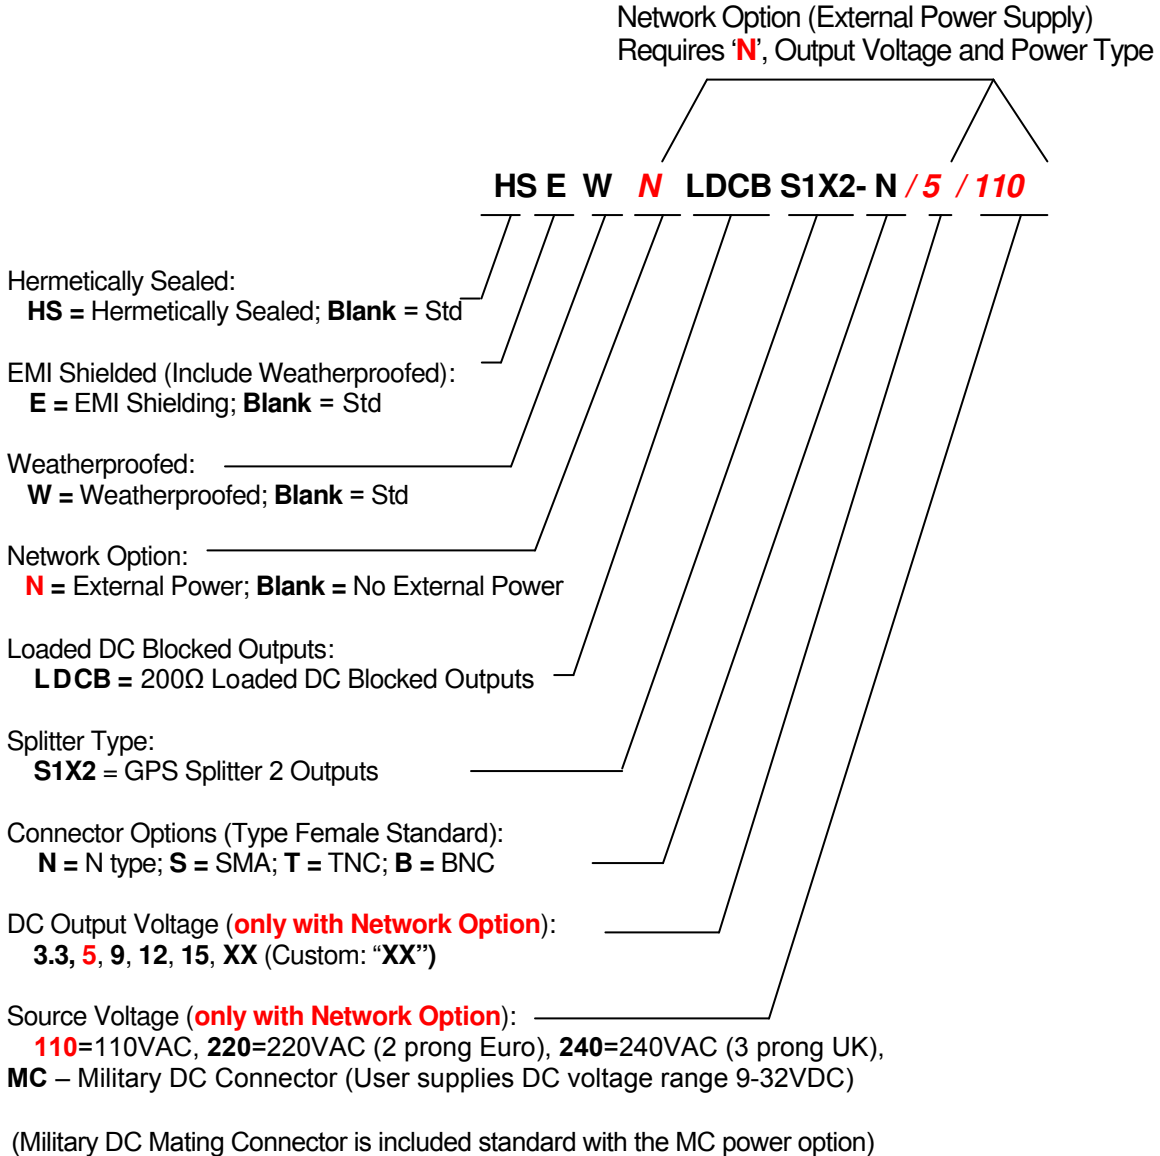 Network Option (External Power Supply)
Requires ‘N’, Output Voltage and Power Type
HS E W N LDCB S1X2- N / 5 / 110
Hermetically Sealed:
HS = Hermetically Sealed; Blank = Std
EMI Shielded (Include Weatherproofed):
E = EMI Shielding; Blank = Std
Weatherproofed:
W = Weatherproofed; Blank = Std
Network Option:
N = External Power; Blank = No External Power
Loaded DC Blocked Outputs:
LDCB = 200Ω Loaded DC Blocked Outputs
Splitter Type:
S1X2 = GPS Splitter 2 Outputs
Connector Options (Type Female Standard):
N = N type; S = SMA; T = TNC; B = BNC
DC Output Voltage (only with Network Option):
3.3, 5, 9, 12, 15, XX (Custom: “XX”)
Source Voltage (only with Network Option):
110=110VAC, 220=220VAC (2 prong Euro), 240=240VAC (3 prong UK),
MC – Military DC Connector (User supplies DC voltage range 9-32VDC)
(Military DC Mating Connector is included standard with the MC power option)